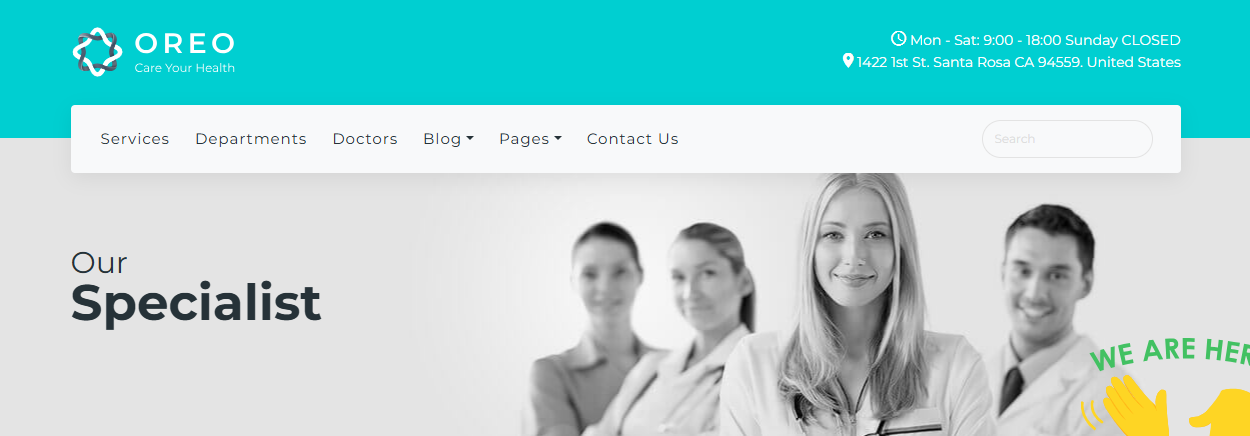 OREO
Care Your Health
Mon - Sat: 9:00 - 18:00 Sunday CLOSED
1422 1st St. Santa Rosa CA 94559. United States
Services Departments Doctors Blog Pages Contact Us Search
Our
Specialist
WE ARE